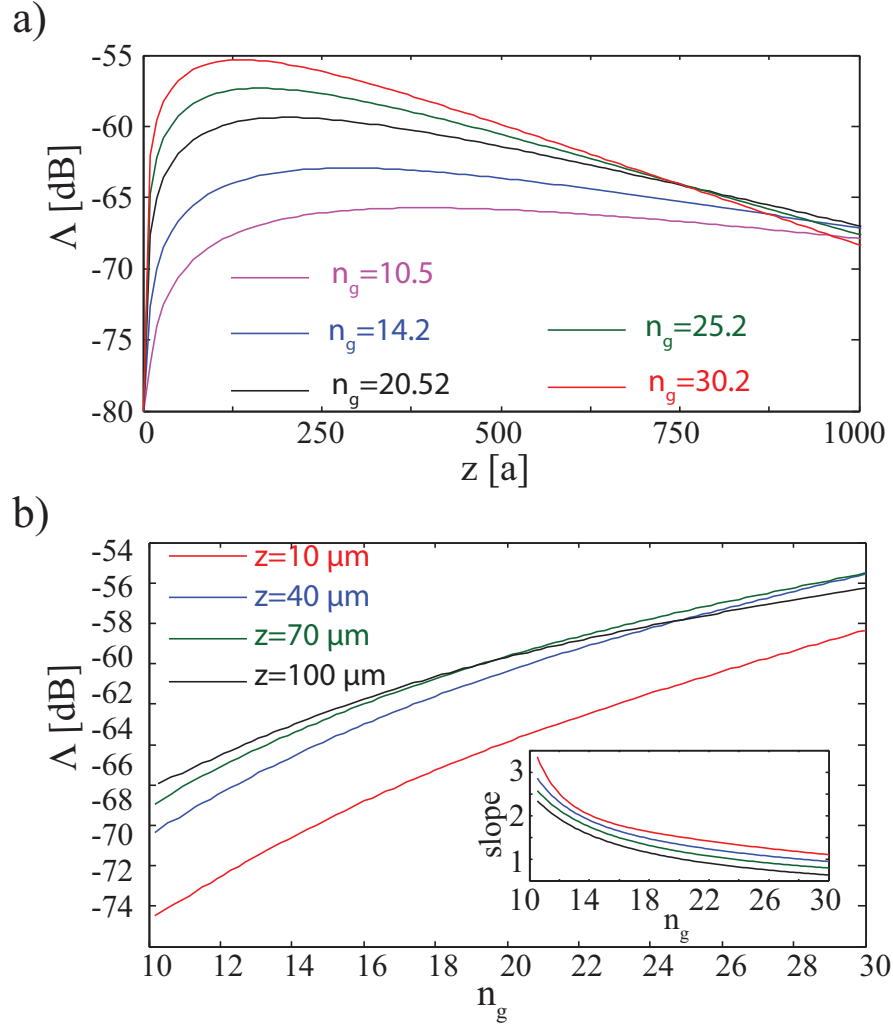 a)
-55
-60
-65
-70
-75
-80
Λ [dB]
n_g=10.5
n_g=14.2
n_g=20.52
n_g=25.2
n_g=30.2
0 250 500 750 1000
z [a]
b)
-54
-56
-58
-60
-62
-64
-66
-68
-70
-72
-74
Λ [dB]
z=10 µm
z=40 µm
z=70 µm
z=100 µm
3
2
1
slope
10 14 18 22 26 30
n_g
10 12 14 16 18 20 22 24 26 28 30
n_g